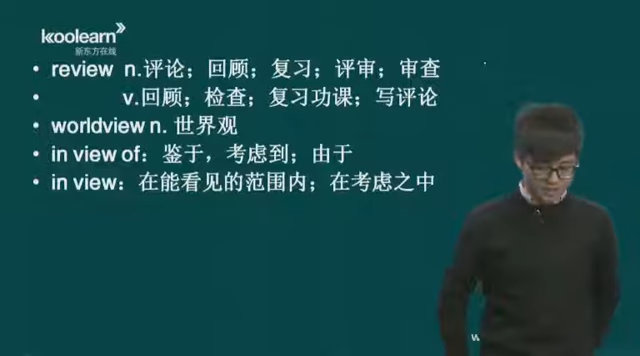 koolearn
新东方在线
• review n.评论；回顾；复习；评审；审查
• v.回顾；检查；复习功课；写评论
• worldview n. 世界观
• in view of：鉴于，考虑到；由于
• in view：在能看见的范围内；在考虑之中